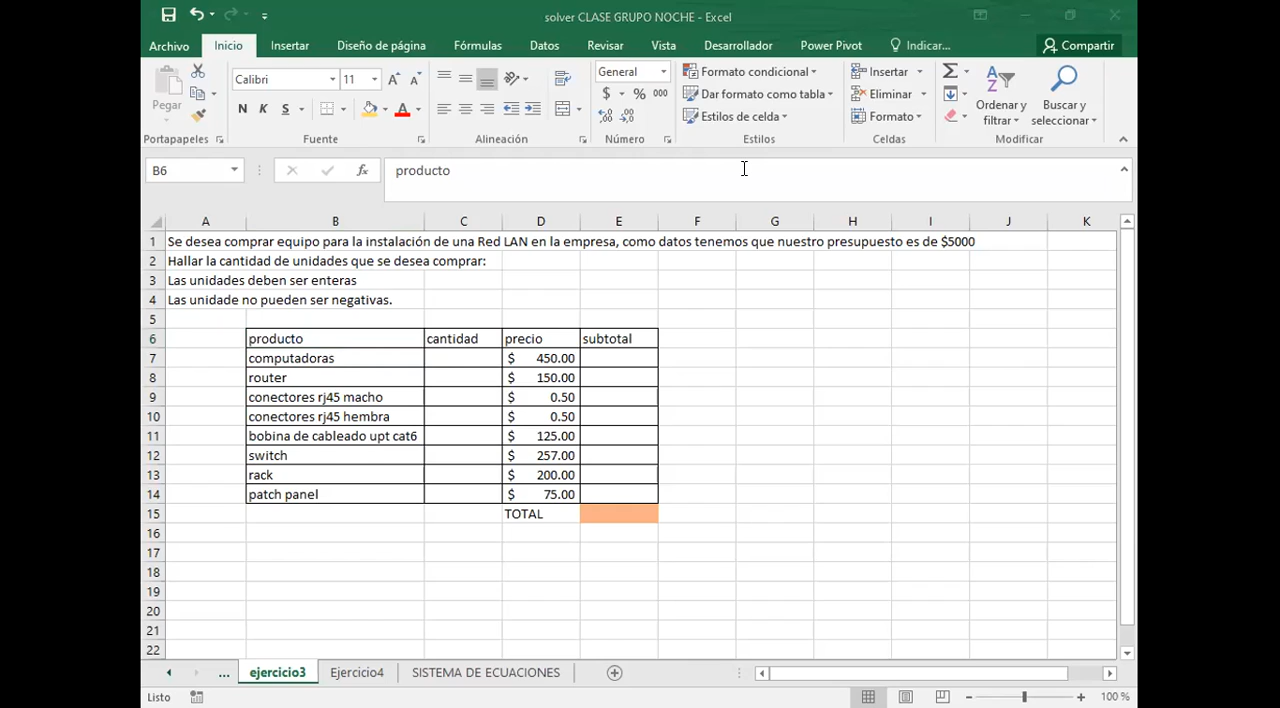 solver CLASE GRUPO NOCHE - Excel
Archivo Inicio Insertar Diseño de página Fórmulas Datos Revisar Vista Desarrollador Power Pivot Indicar... Compartir
Pegar
Calibri 11
N K S
General
$ % 000
Formato condicional
Dar formato como tabla
Estilos de celda
Insertar
Eliminar
Formato
Ordenar y filtrar
Buscar y seleccionar
Portapapeles Fuente Alineación Número Estilos Celdas Modificar
B6 fx producto
A B C D E F G H I J K
1 Se desea comprar equipo para la instalación de una Red LAN en la empresa, como datos tenemos que nuestro presupuesto es de $5000
2 Hallar la cantidad de unidades que se desea comprar:
3 Las unidades deben ser enteras
4 Las unidade no pueden ser negativas.
5
6 producto cantidad precio subtotal
7 computadoras $ 450.00
8 router $ 150.00
9 conectores rj45 macho $ 0.50
10 conectores rj45 hembra $ 0.50
11 bobina de cableado upt cat6 $ 125.00
12 switch $ 257.00
13 rack $ 200.00
14 patch panel $ 75.00
15 TOTAL
16
17
18
19
20
21
22
... ejercicio3 Ejercicio4 SISTEMA DE ECUACIONES
Listo 100 %